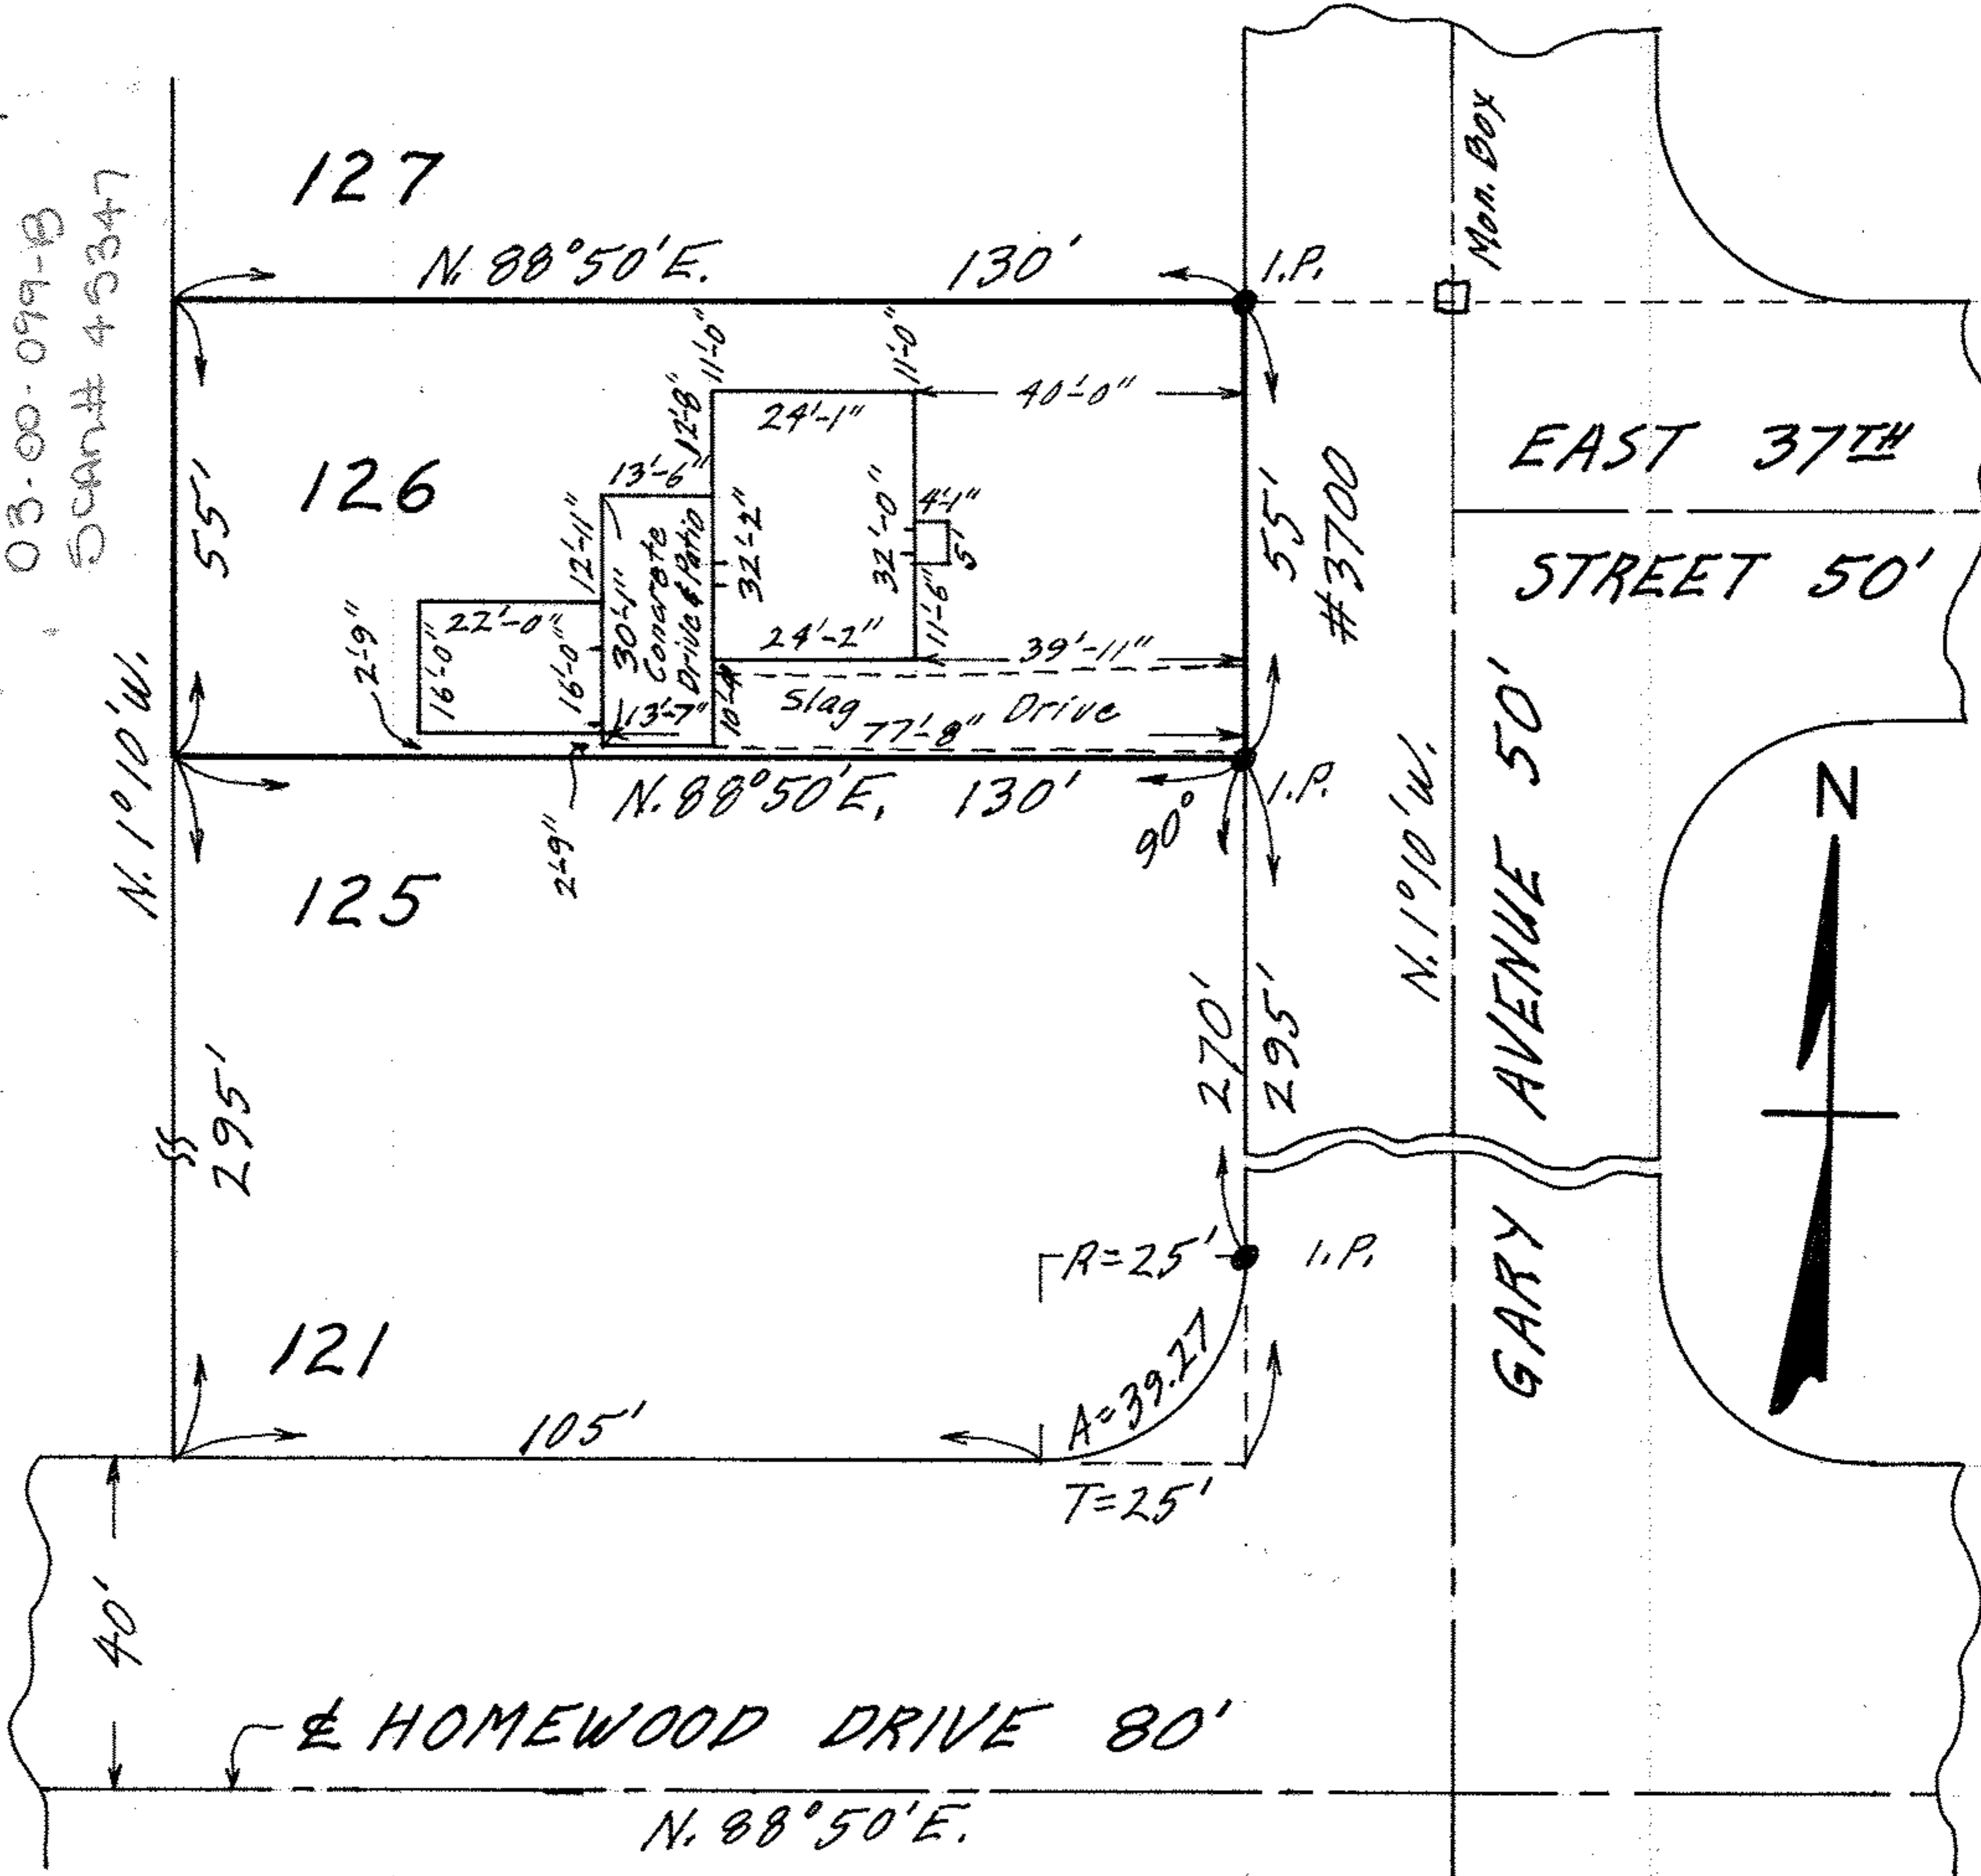 03-00-099-B
Scan# 45347
127
N. 88°50'E. 130'
I.P.
Mon. Box
11'-0"
11'-0"
12'-8"
24'-1"
40'-0"
126
55'
13'-6"
12'-11"
30'-1"
Concrete
Drive & Patio
32'-2"
32'-0"
4'-1"
5'
11'-6"
55'
#3700
EAST 37TH
STREET 50'
2'-9"
22'-0"
16'-0"
16'-0"
24'-2"
39'-11"
13'-7"
10'-4"
Slag Drive
77'-8"
N. 1°10'W.
2'-9"
N. 88°50'E. 130'
I.P.
90°
125
N. 1°10'W.
GARY AVENUE 50'
N
295'
270'
295'
R=25'
I.P.
121
A=39.27
105'
T=25'
40'
℄ HOMEWOOD DRIVE 80'
N. 88°50'E.